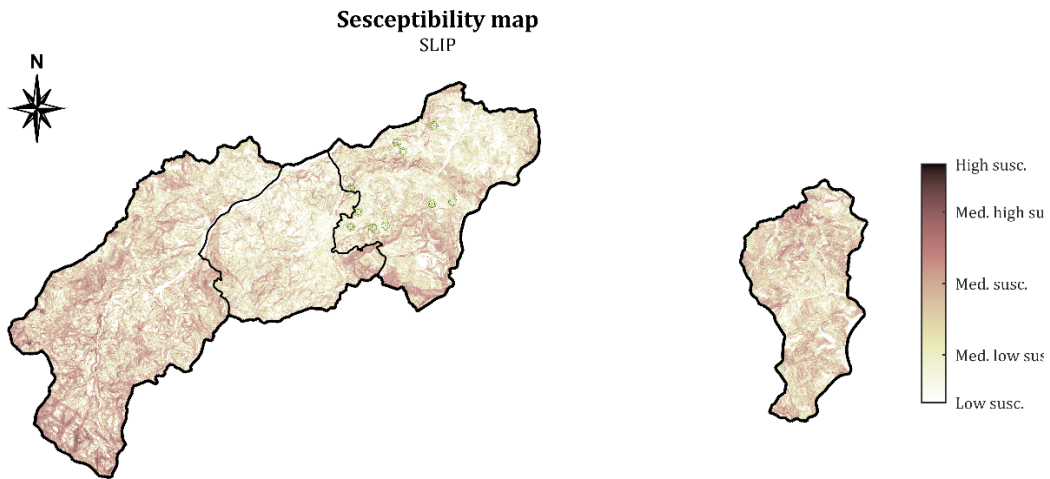 Sesceptibility map
SLIP
N
High susc.
Med. high su
Med. susc.
Med. low sus
Low susc.